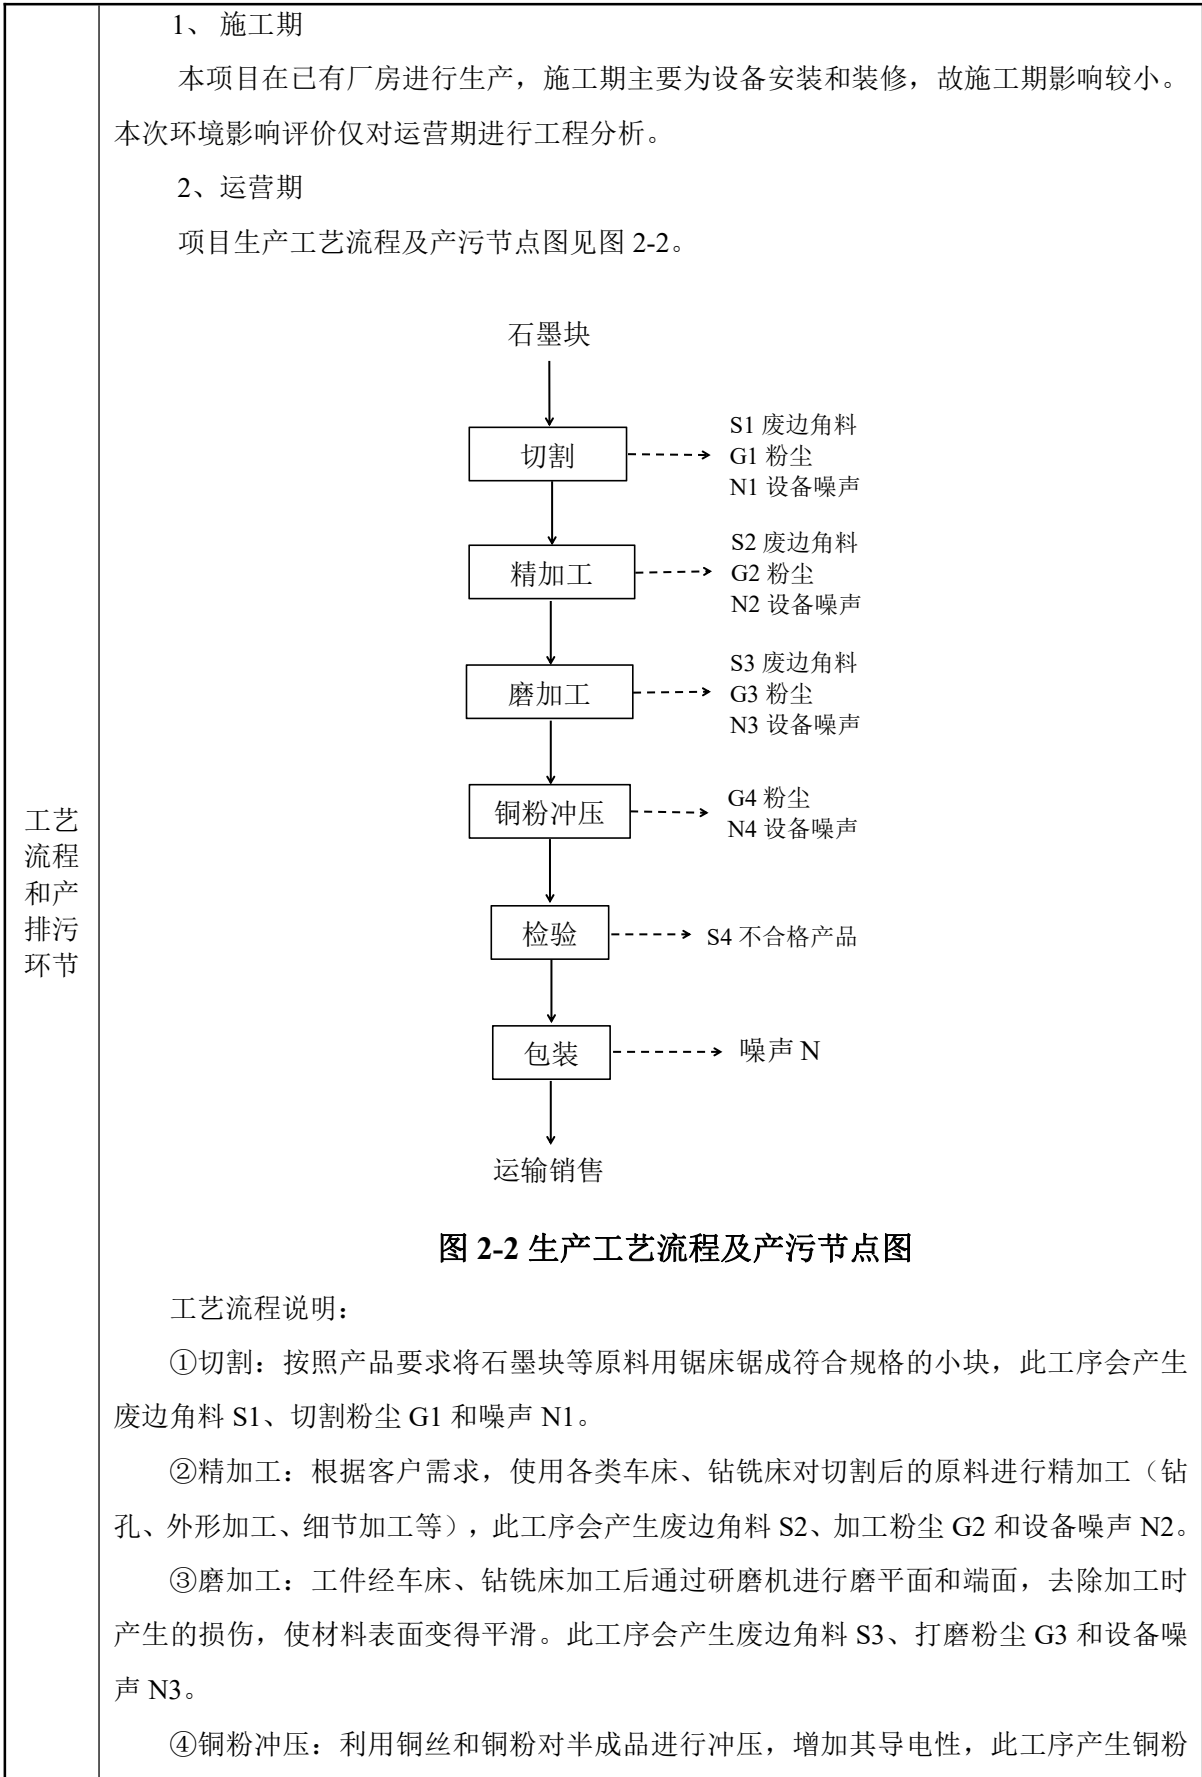 1、 施工期
本项目在已有厂房进行生产，施工期主要为设备安装和装修，故施工期影响较小。
本次环境影响评价仅对运营期进行工程分析。
2、运营期
项目生产工艺流程及产污节点图见图 2-2。
石墨块
切割
S1 废边角料
G1 粉尘
N1 设备噪声
精加工
S2 废边角料
G2 粉尘
N2 设备噪声
磨加工
S3 废边角料
G3 粉尘
N3 设备噪声
铜粉冲压
G4 粉尘
N4 设备噪声
检验
S4 不合格产品
包装
噪声 N
运输销售
图 2-2 生产工艺流程及产污节点图
工艺
流程
和产
排污
环节
工艺流程说明：
①切割：按照产品要求将石墨块等原料用锯床锯成符合规格的小块，此工序会产生
废边角料 S1、切割粉尘 G1 和噪声 N1。
②精加工：根据客户需求，使用各类车床、钻铣床对切割后的原料进行精加工（钻
孔、外形加工、细节加工等），此工序会产生废边角料 S2、加工粉尘 G2 和设备噪声 N2。
③磨加工：工件经车床、钻铣床加工后通过研磨机进行磨平面和端面，去除加工时
产生的损伤，使材料表面变得平滑。此工序会产生废边角料 S3、打磨粉尘 G3 和设备噪
声 N3。
④铜粉冲压：利用铜丝和铜粉对半成品进行冲压，增加其导电性，此工序产生铜粉